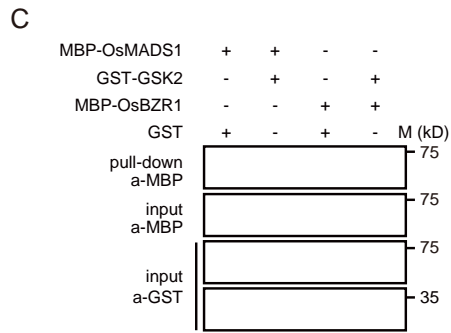 C
MBP-OsMADS1 + + - -
GST-GSK2 - + - +
MBP-OsBZR1 - - + +
GST + - + - M (kD)
pull-down a-MBP 75
input a-MBP 75
input a-GST 75
35